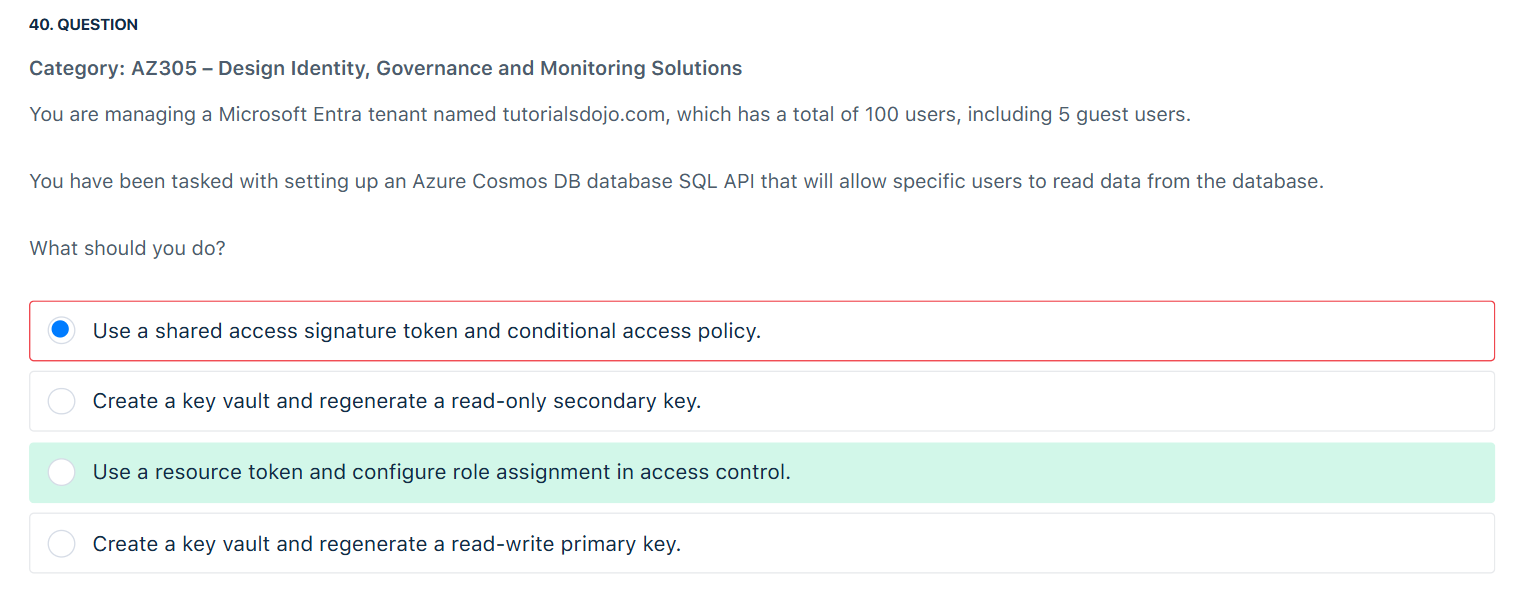 40. QUESTION
Category: AZ305 – Design Identity, Governance and Monitoring Solutions
You are managing a Microsoft Entra tenant named tutorialsdojo.com, which has a total of 100 users, including 5 guest users.
You have been tasked with setting up an Azure Cosmos DB database SQL API that will allow specific users to read data from the database.
What should you do?
Use a shared access signature token and conditional access policy.
Create a key vault and regenerate a read-only secondary key.
Use a resource token and configure role assignment in access control.
Create a key vault and regenerate a read-write primary key.